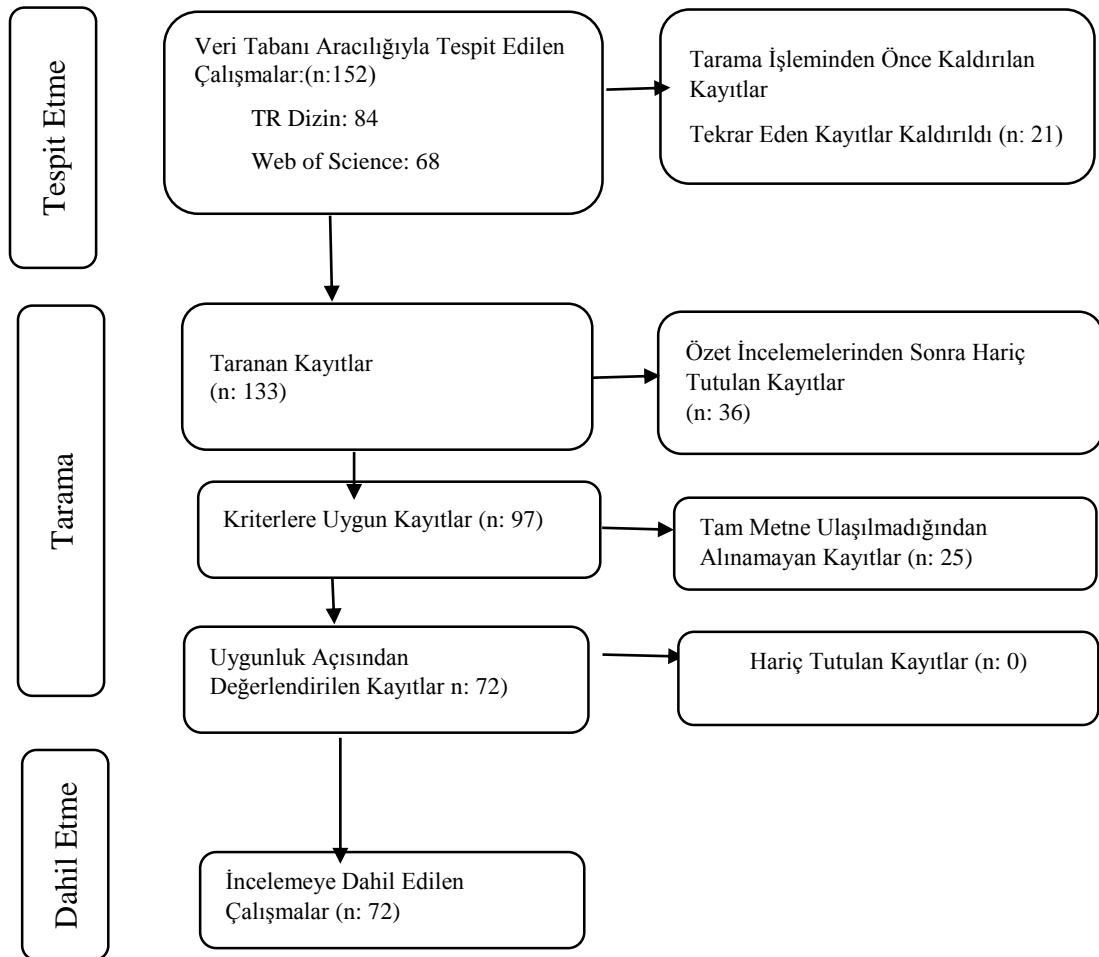 Tespit Etme
Veri Tabanı Aracılığıyla Tespit Edilen
Çalışmalar:(n:152)
TR Dizin: 84
Web of Science: 68
Tarama İşleminden Önce Kaldırılan
Kayıtlar
Tekrar Eden Kayıtlar Kaldırıldı (n: 21)
Tarama
Taranan Kayıtlar
(n: 133)
Özet İncelemelerinden Sonra Hariç
Tutulan Kayıtlar
(n: 36)
Kriterlere Uygun Kayıtlar (n: 97)
Tam Metne Ulaşılmadığından
Alınamayan Kayıtlar (n: 25)
Uygunluk Açısından
Değerlendirilen Kayıtlar n: 72)
Hariç Tutulan Kayıtlar (n: 0)
Dahil Etme
İncelemeye Dahil Edilen
Çalışmalar (n: 72)